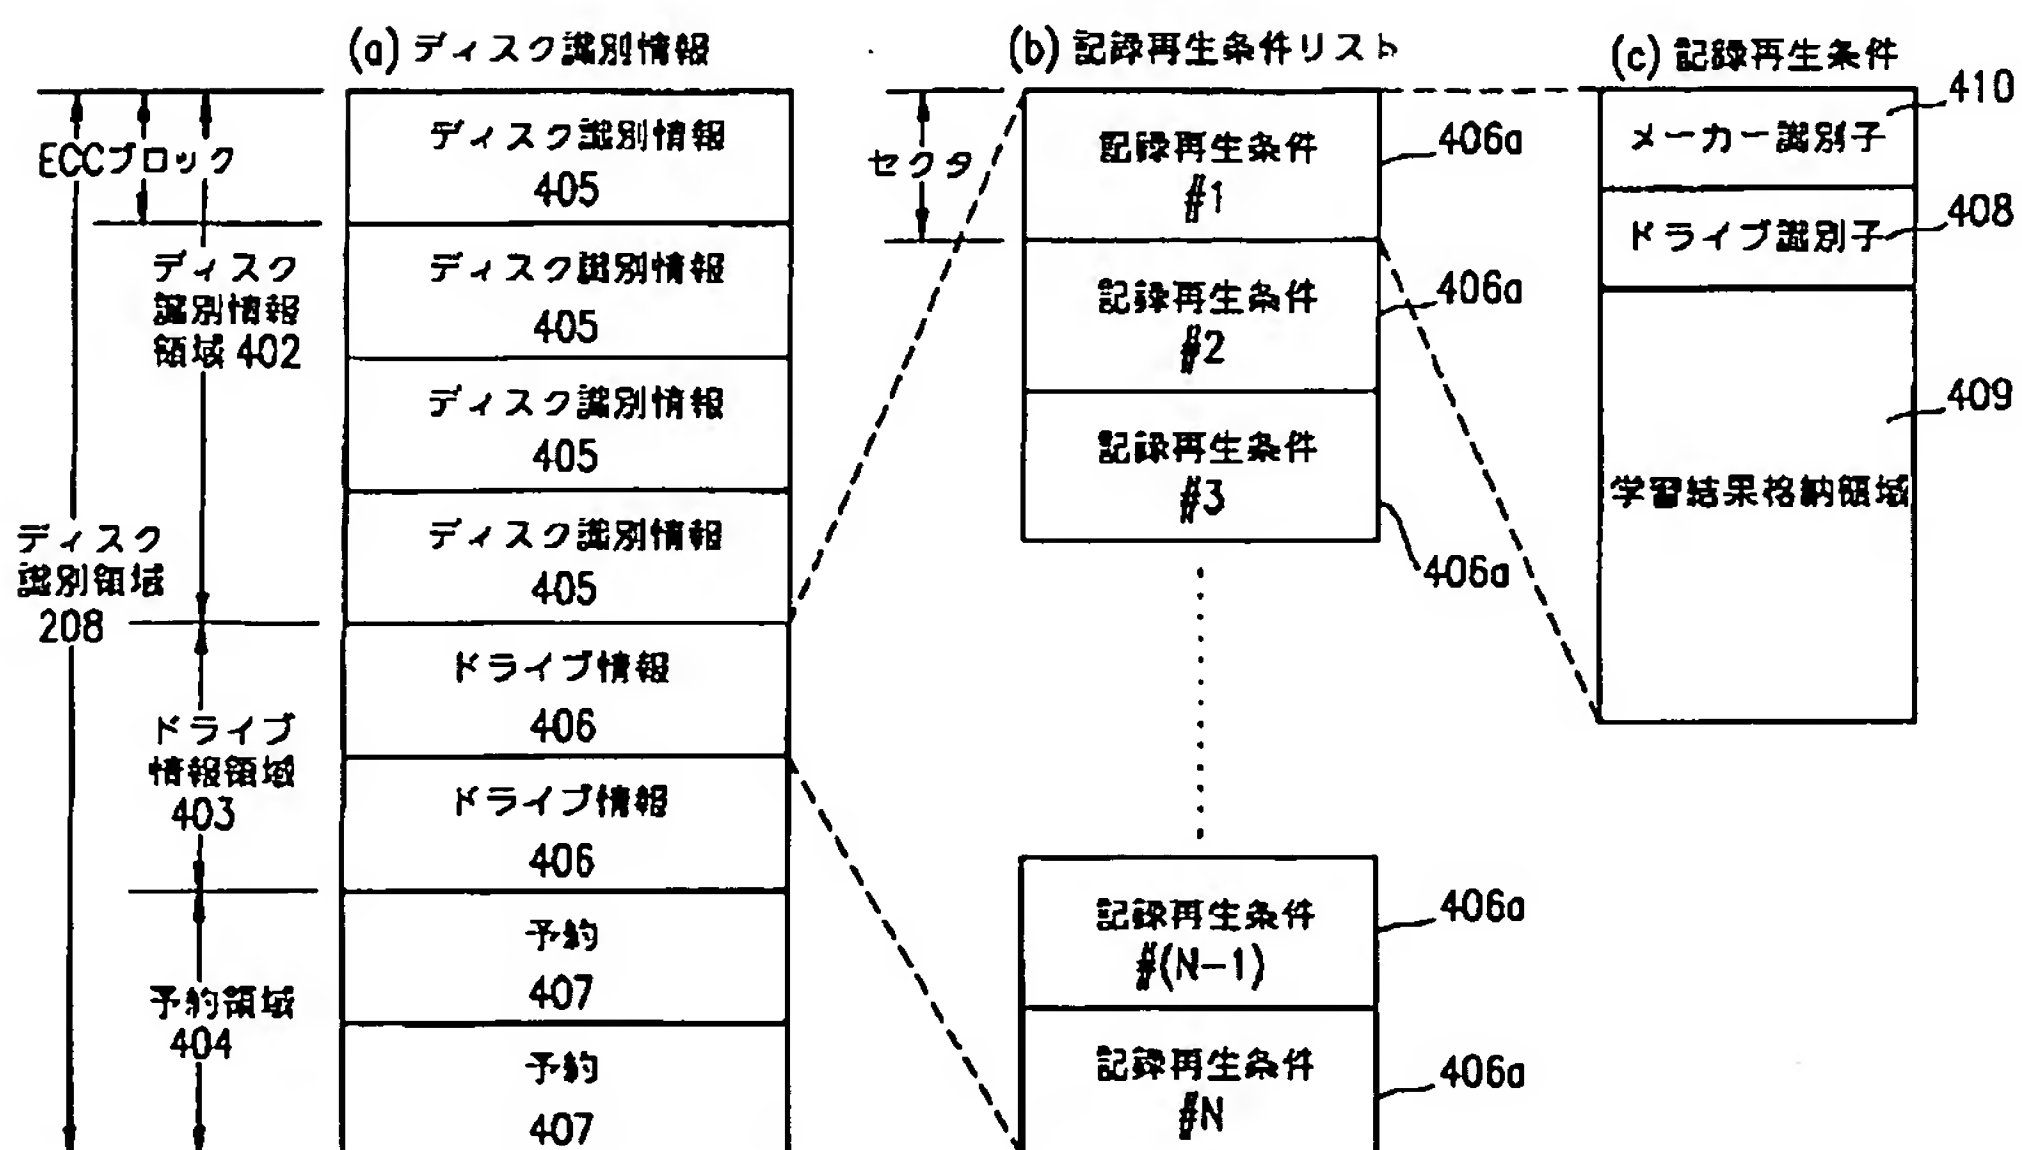 (a) ディスク識別情報
(b) 記録再生条件リスト
(c) 記録再生条件
ECCブロック
ディスク
識別情報
領域 402
ディスク
識別領域
208
ドライブ
情報領域
403
予約領域
404
ディスク識別情報
405
ディスク識別情報
405
ディスク識別情報
405
ディスク識別情報
405
ドライブ情報
406
ドライブ情報
406
予約
407
予約
407
セクタ
記録再生条件
#1
406a
記録再生条件
#2
406a
記録再生条件
#3
406a
記録再生条件
#(N-1)
406a
記録再生条件
#N
406a
メーカー識別子
410
ドライブ識別子
408
409
学習結果格納領域